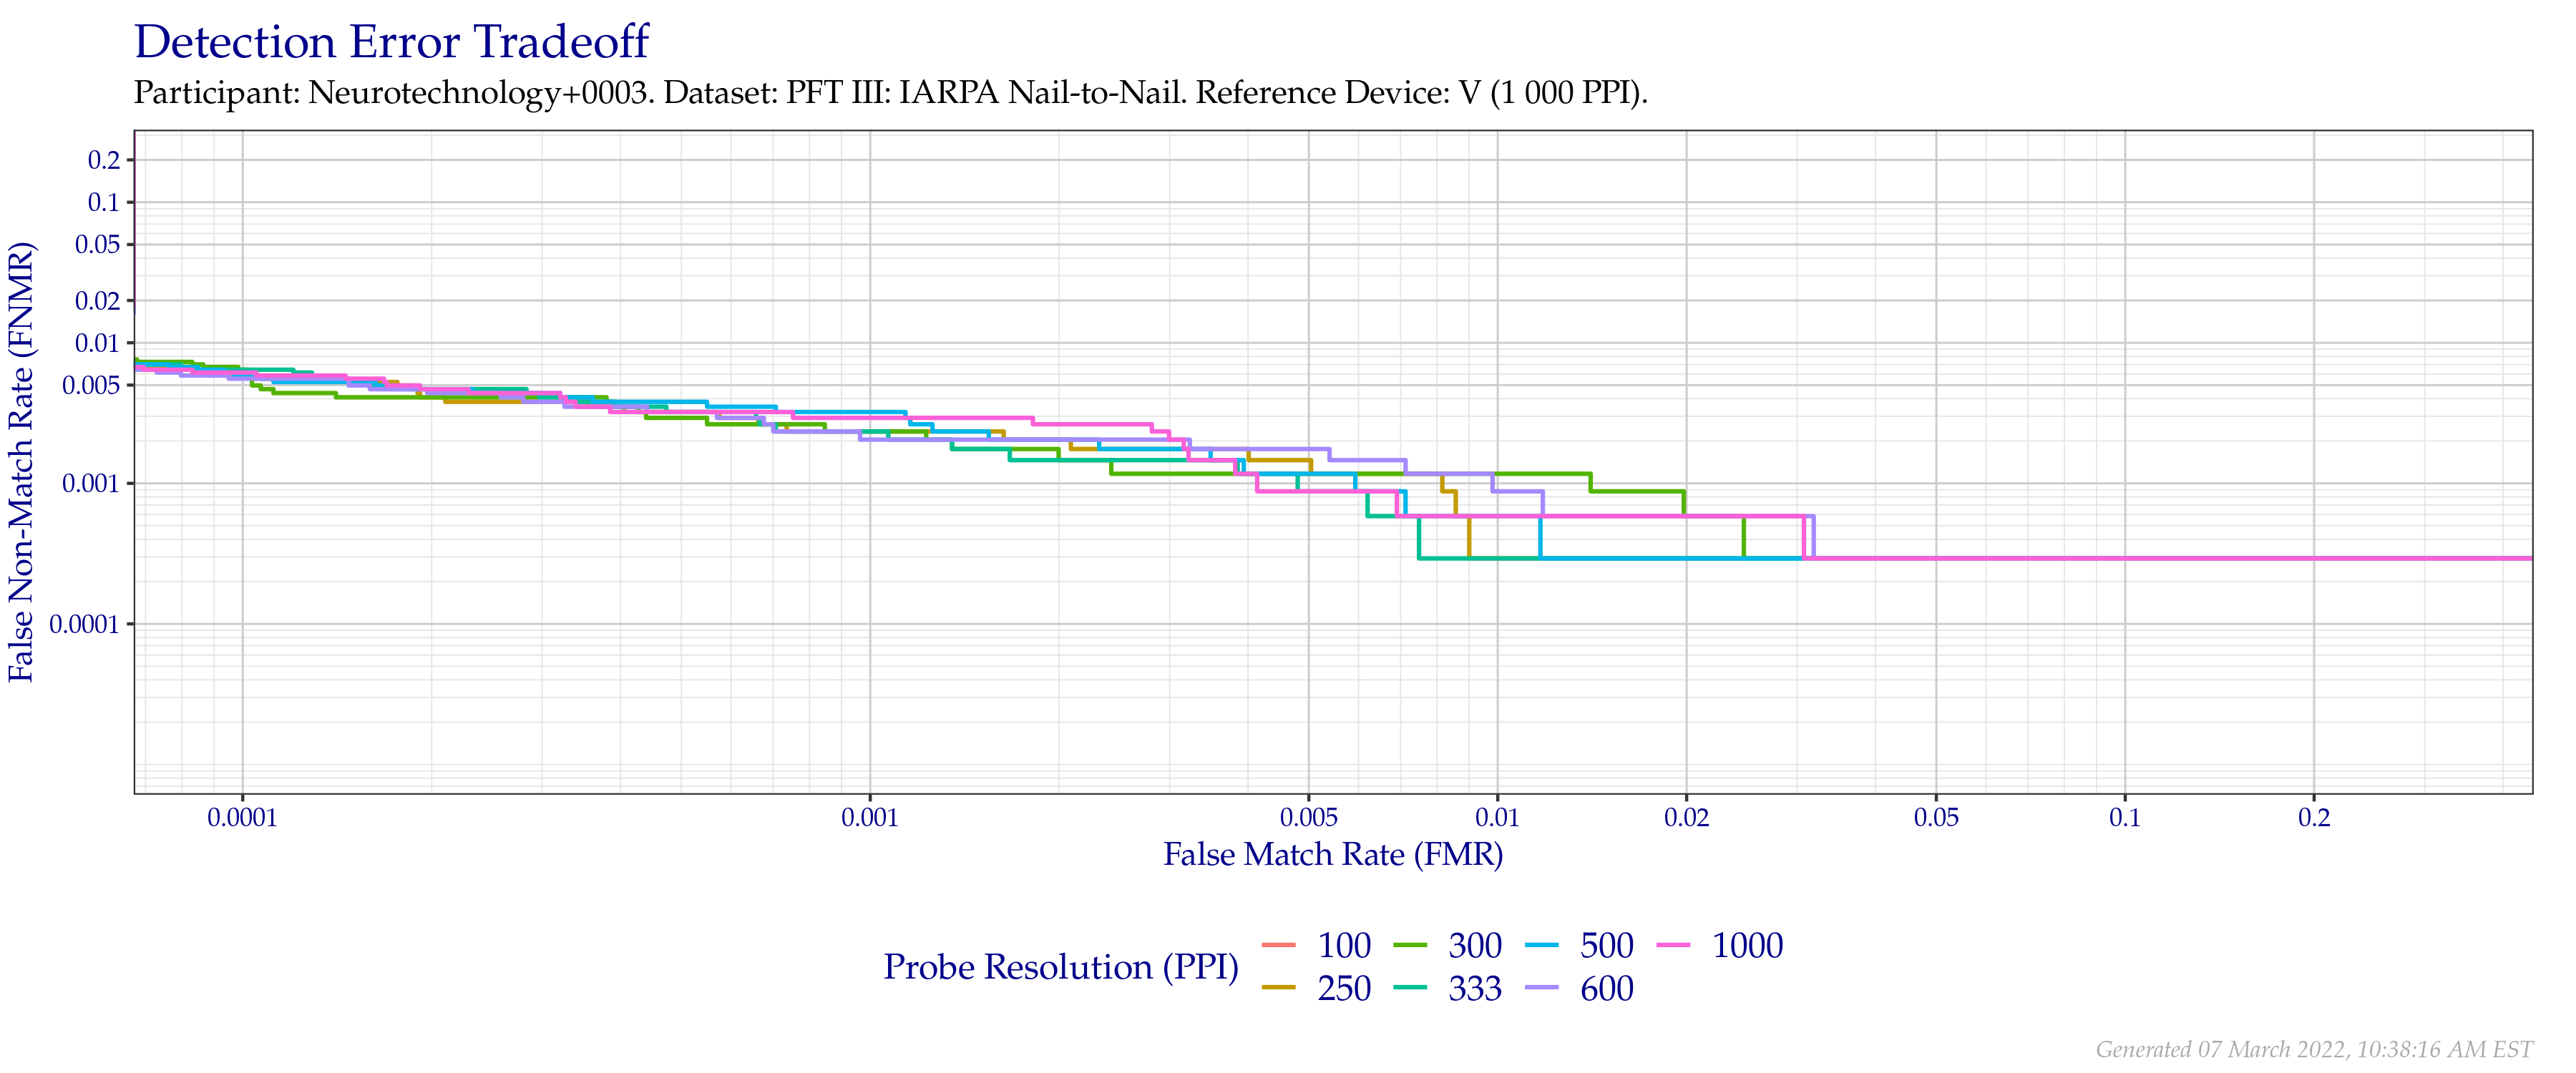 Detection Error Tradeoff
Participant: Neurotechnology+0003. Dataset: PFT III: IARPA Nail-to-Nail. Reference Device: V (1 000 PPI).
False Non-Match Rate (FNMR)
0.2
0.1
0.05
0.02
0.01
0.005
0.001
0.0001
0.0001 0.001 0.005 0.01 0.02 0.05 0.1 0.2
False Match Rate (FMR)
Probe Resolution (PPI)
100 300 500 1000
250 333 600
Generated 07 March 2022, 10:38:16 AM EST